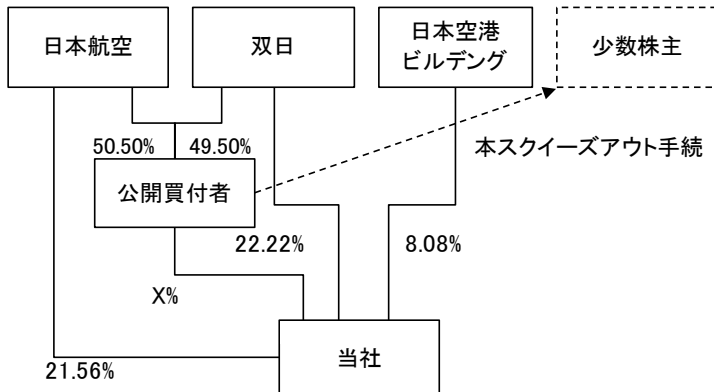 日本航空
双日
日本空港
ビルデング
少数株主
50.50%
49.50%
本スクイーズアウト手続
公開買付者
22.22%
8.08%
X%
当社
21.56%